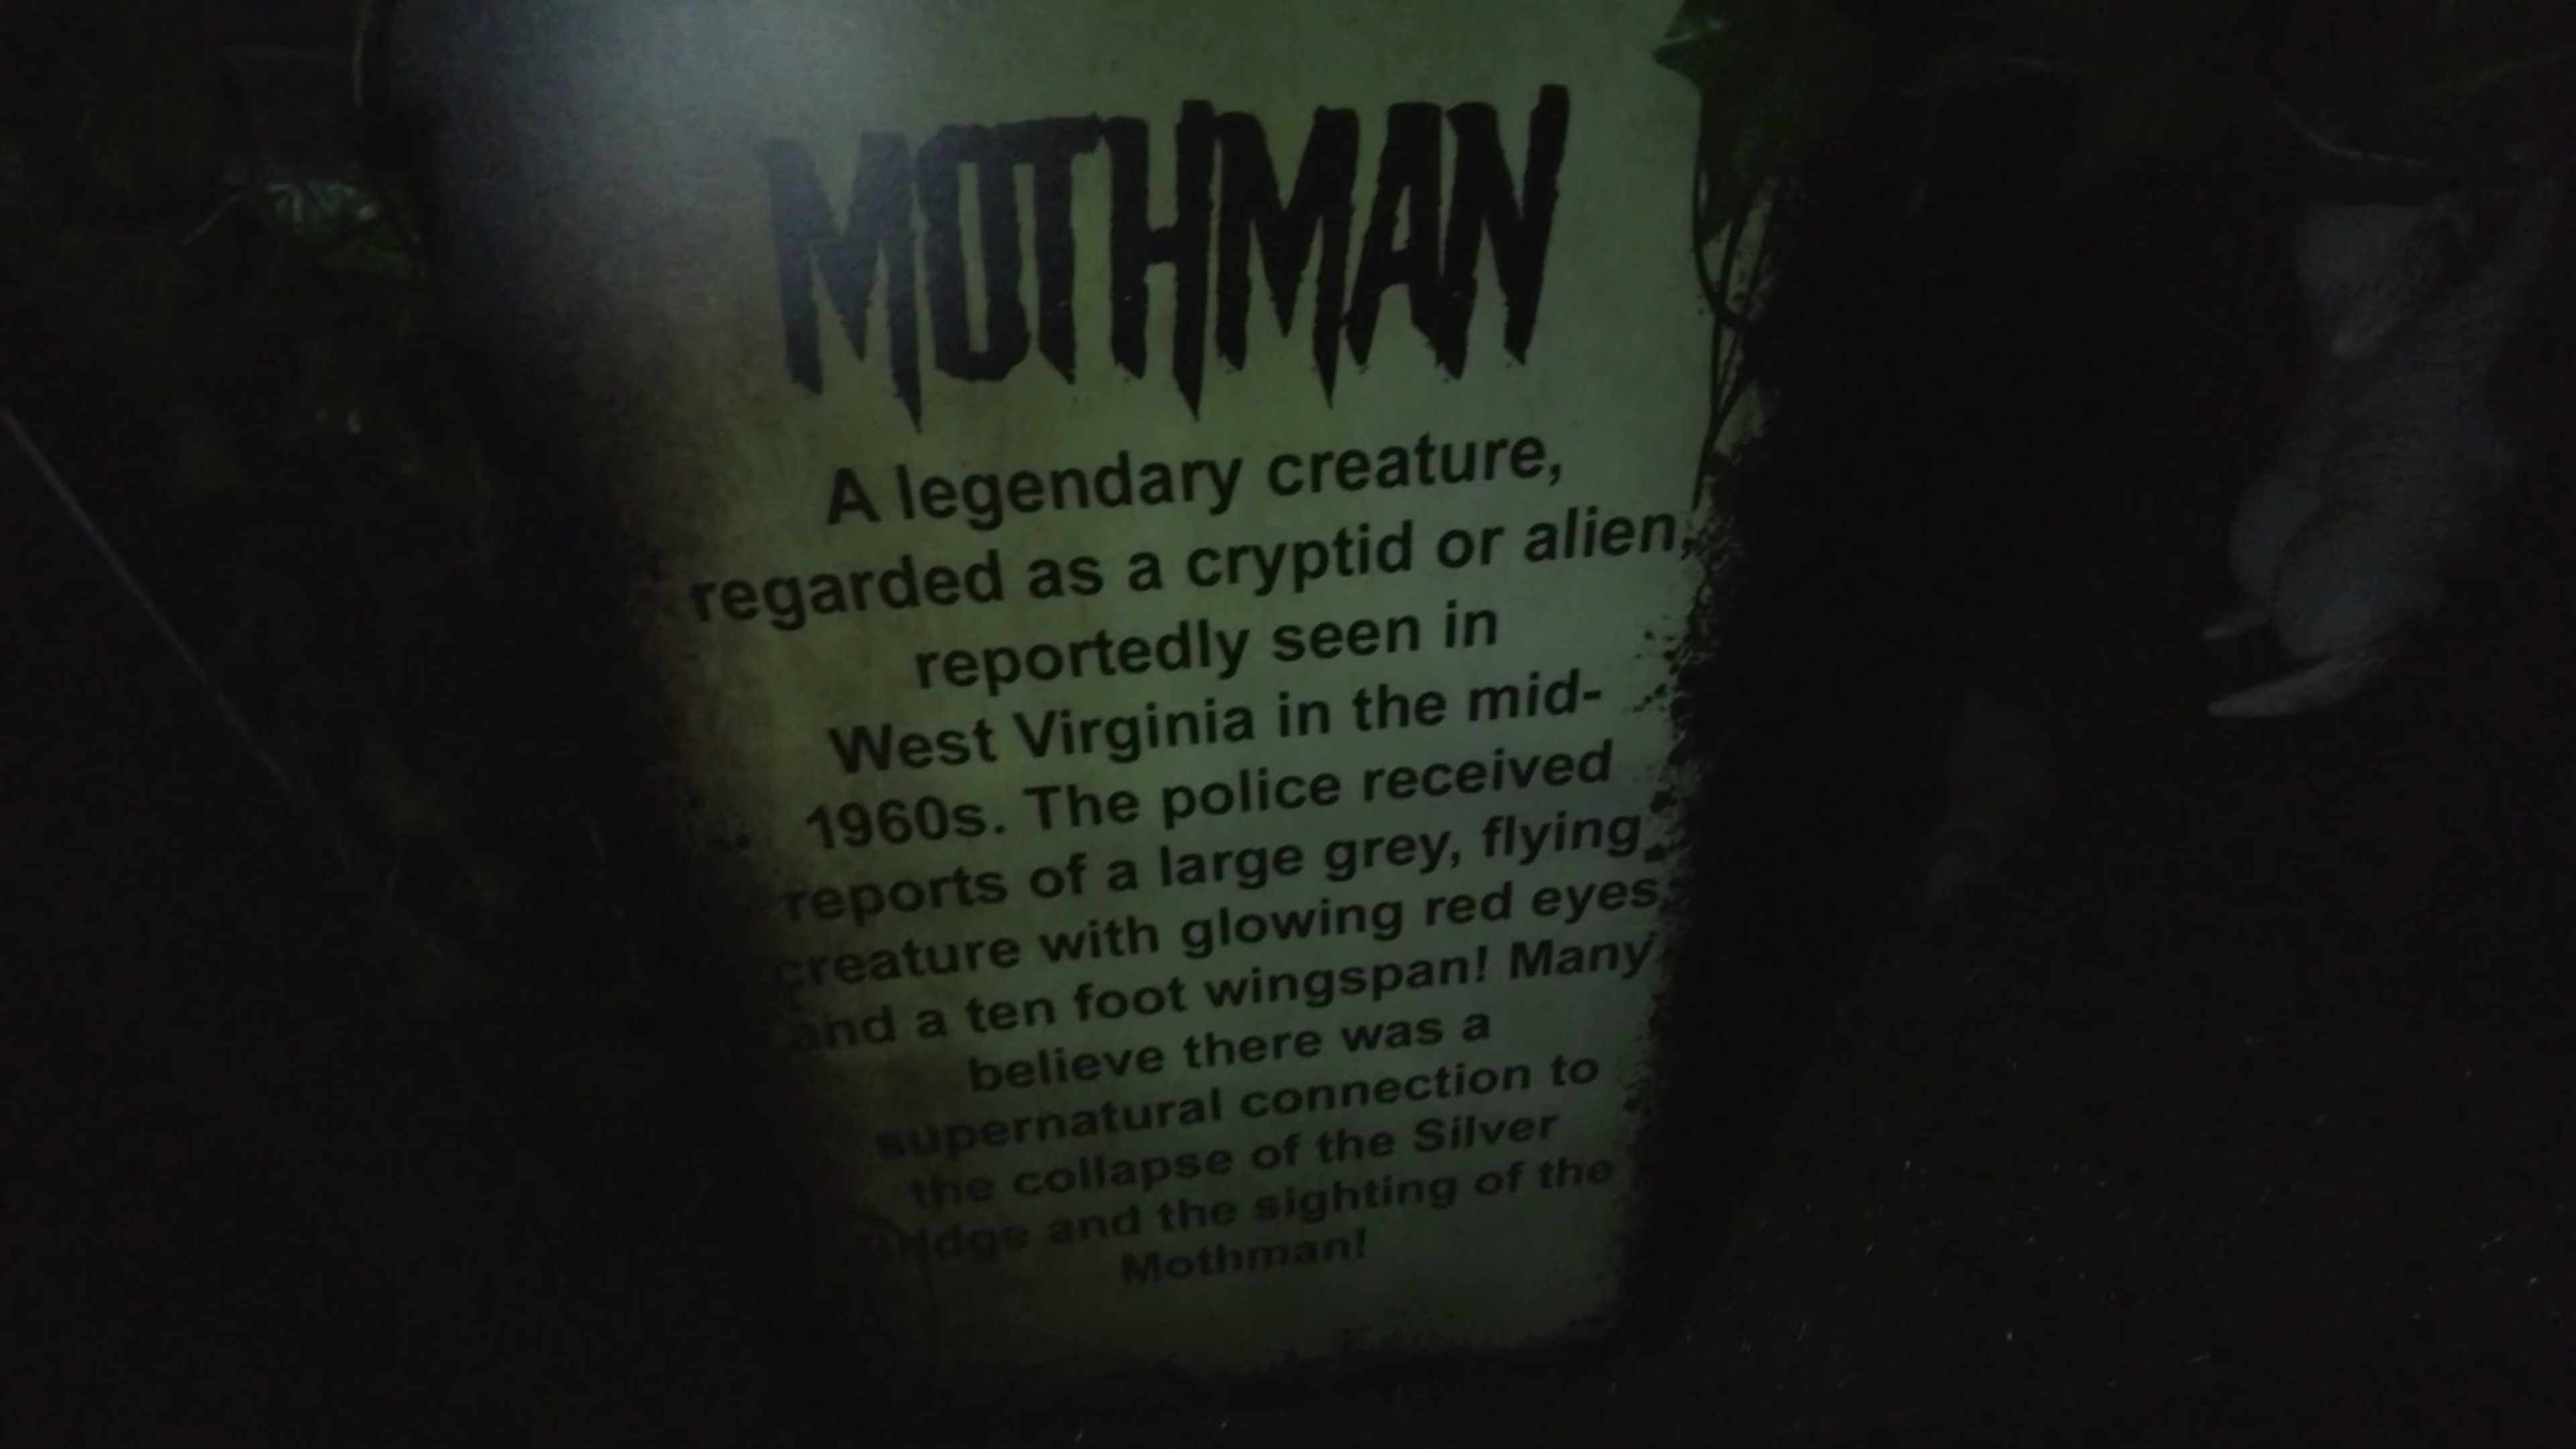 MOTHMAN
A legendary creature,
regarded as a cryptid or alien,
reportedly seen in
West Virginia in the mid-
1960s. The police received
reports of a large grey, flying
creature with glowing red eyes,
and a ten foot wingspan! Many
believe there was a
supernatural connection to
the collapse of the Silver
Bridge and the sighting of the
Mothman!